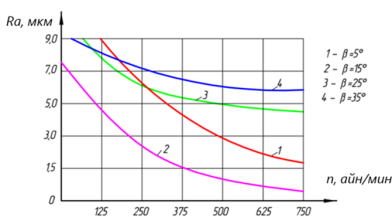 Ra, мкм
9,0
7,0
5,0
3,0
1,5
0
125
250
375
500
625
750
n, айн/мин
1
2
3
4
1 – β=5°
2 – β=15°
3 – β=25°
4 – β=35°